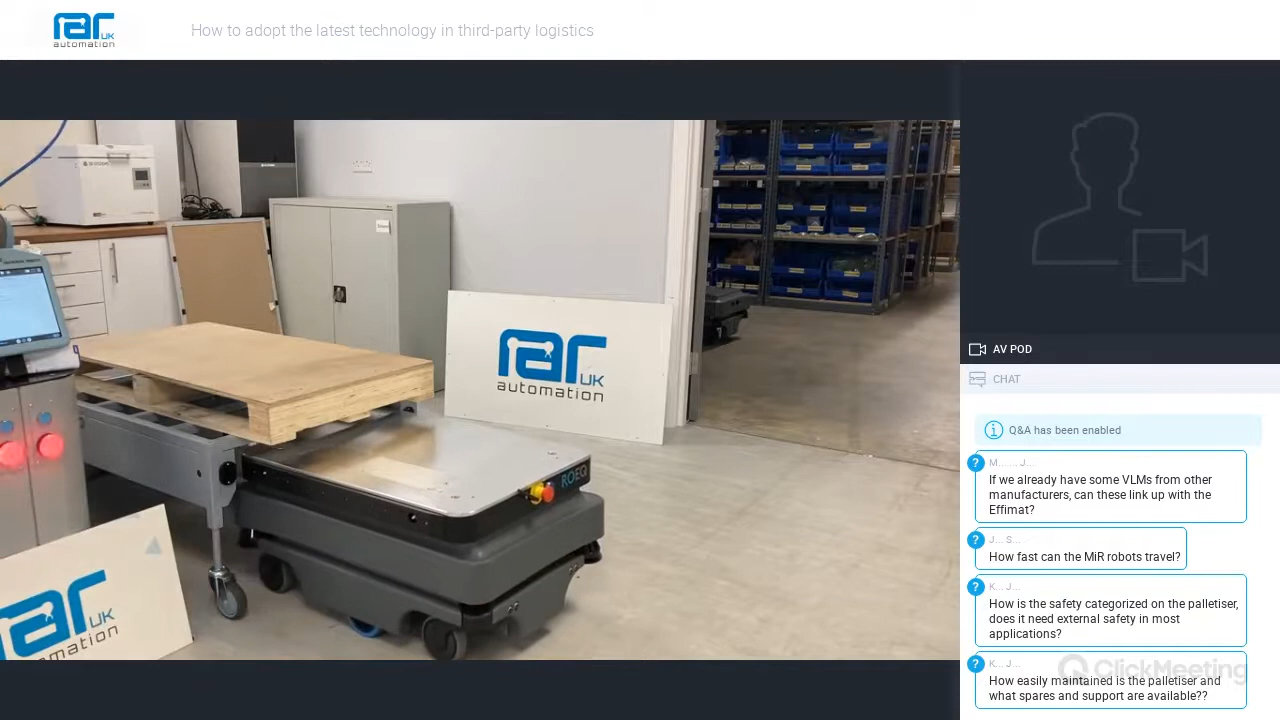 rar UK
automation
How to adopt the latest technology in third-party logistics
rar UK
automation
ROEQ
rar UK
automation
AV POD
CHAT
Q&A has been enabled
M....... J...
If we already have some VLMs from other
manufacturers, can these link up with the
Effimat?
J... S...
How fast can the MiR robots travel?
K... J...
How is the safety categorized on the palletiser,
does it need external safety in most
applications?
K... J...
How easily maintained is the palletiser and
what spares and support are available??
ClickMeeting